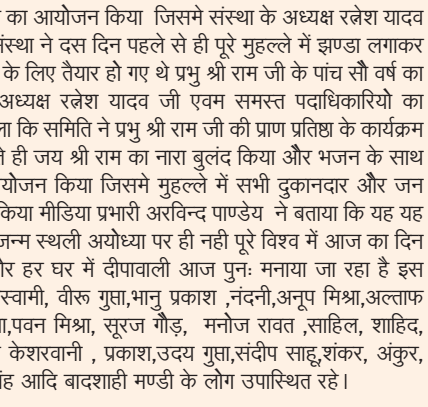 का आयोजन किया जिसमे संस्था के अध्यक्ष रत्नेश यादव
संस्था ने दस दिन पहले से ही पूरे मुहल्ले में झण्डा लगाकर
के लिए तैयार हो गए थे प्रभु श्री राम जी के पांच सौ वर्ष का
अध्यक्ष रत्नेश यादव जी एवम समस्त पदाधिकारियो का
कि समिति ने प्रभु श्री राम जी की प्राण प्रतिष्ठा के कार्यक्रम
ही जय श्री राम का नारा बुलंद किया और भजन के साथ
किया जिसमे मुहल्ले में सभी दुकानदार और जन
किया मीडिया प्रभारी अरविन्द पाण्डेय ने बताया कि यह यह
जन्म स्थली अयोध्या पर ही नही पूरे विश्व में आज का दिन
हर घर में दीपावाली आज पुनः मनाया जा रहा है इस
स्वामी, वीरू गुप्ता,भानु प्रकाश ,नंदनी,अनूप मिश्रा,अल्ताफ
,पवन मिश्रा, सूरज गौड़, मनोज रावत ,साहिल, शाहिद,
केशरवानी , प्रकाश,उदय गुप्ता,संदीप साहू,शंकर, अंकुर,
आदि बादशाही मण्डी के लोग उपास्थित रहे।